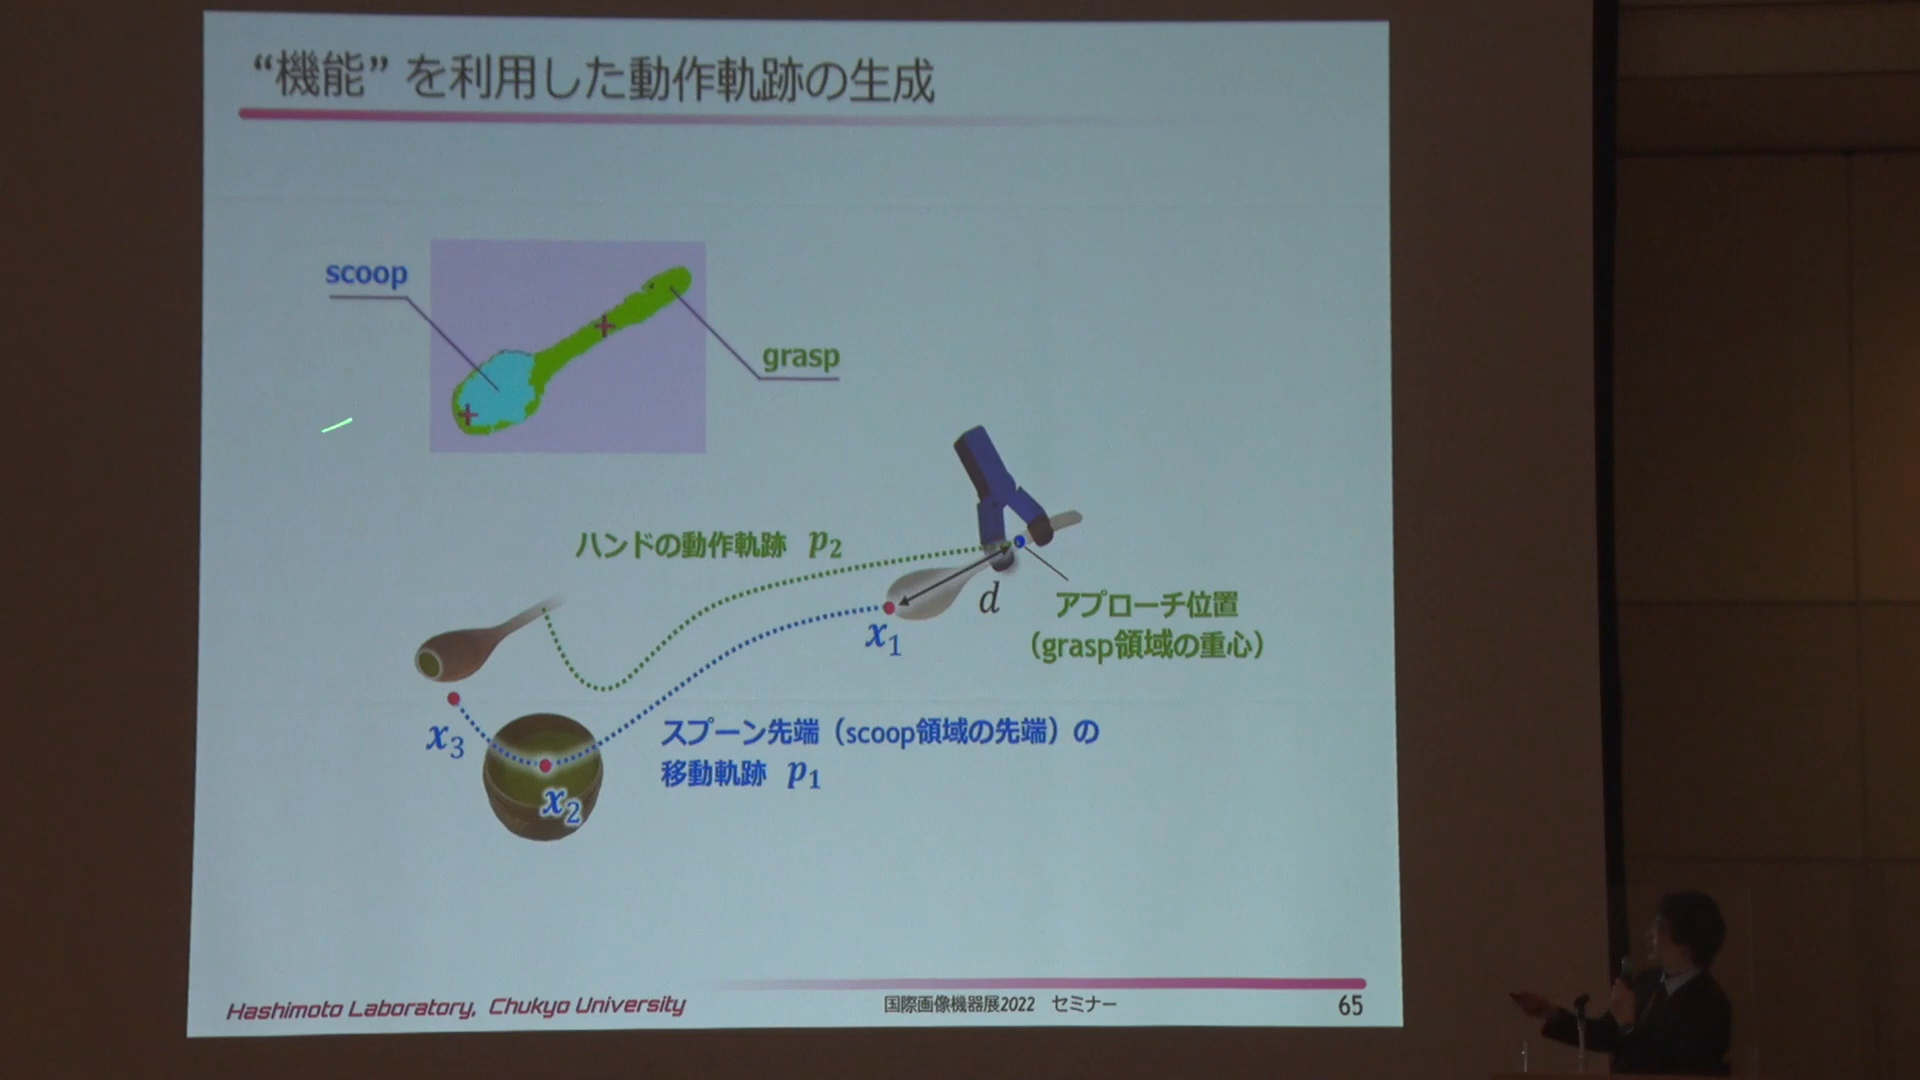 “機能” を利用した動作軌跡の生成
scoop
grasp
ハンドの動作軌跡 p₂
d
x₁
アプローチ位置
（grasp領域の重心）
x₃
x₂
スプーン先端（scoop領域の先端）の
移動軌跡 p₁
Hashimoto Laboratory, Chukyo University
国際画像機器展2022 セミナー
65